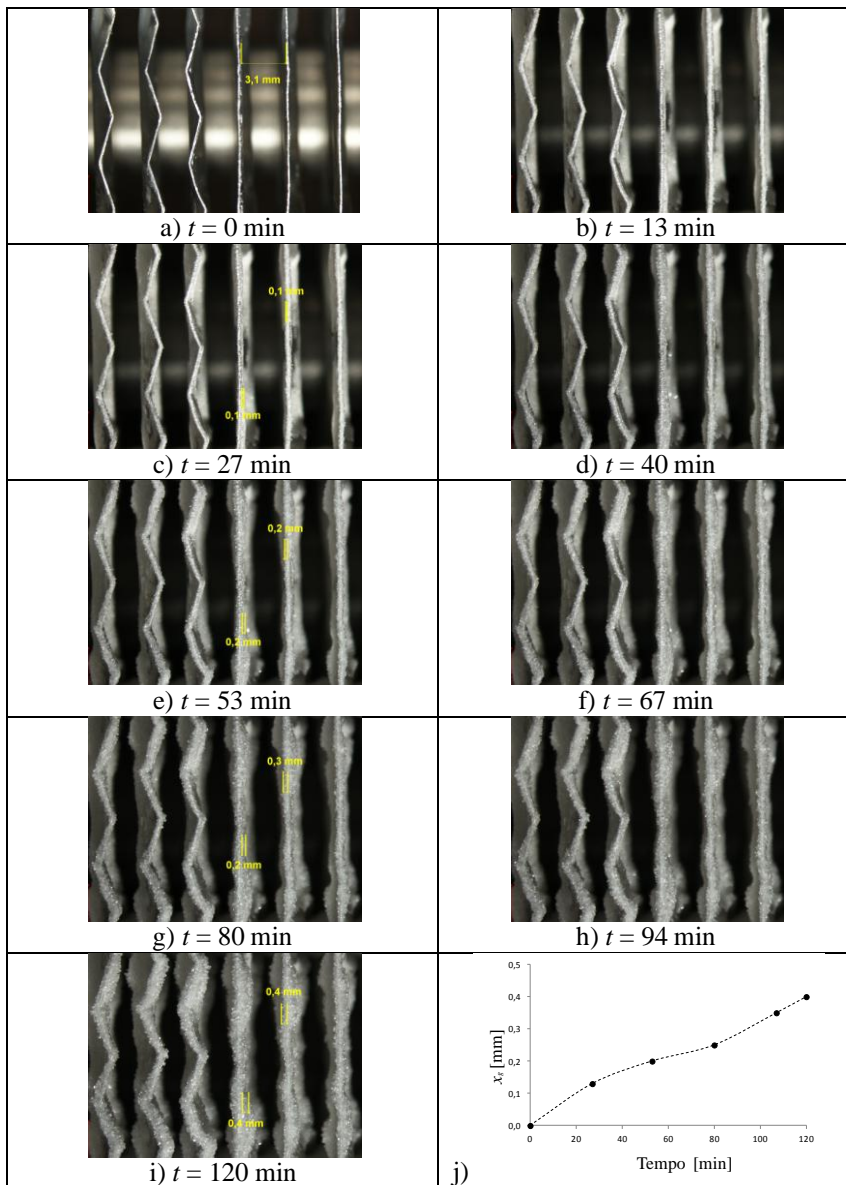 3,1 mm
a) t = 0 min
b) t = 13 min
0,1 mm
0,1 mm
c) t = 27 min
d) t = 40 min
0,2 mm
0,2 mm
e) t = 53 min
f) t = 67 min
0,3 mm
0,2 mm
g) t = 80 min
h) t = 94 min
0,4 mm
0,4 mm
i) t = 120 min
0,5
0,4
0,3
0,2
0,1
0,0
xs [mm]
0 20 40 60 80 100 120
Tempo [min]
j)